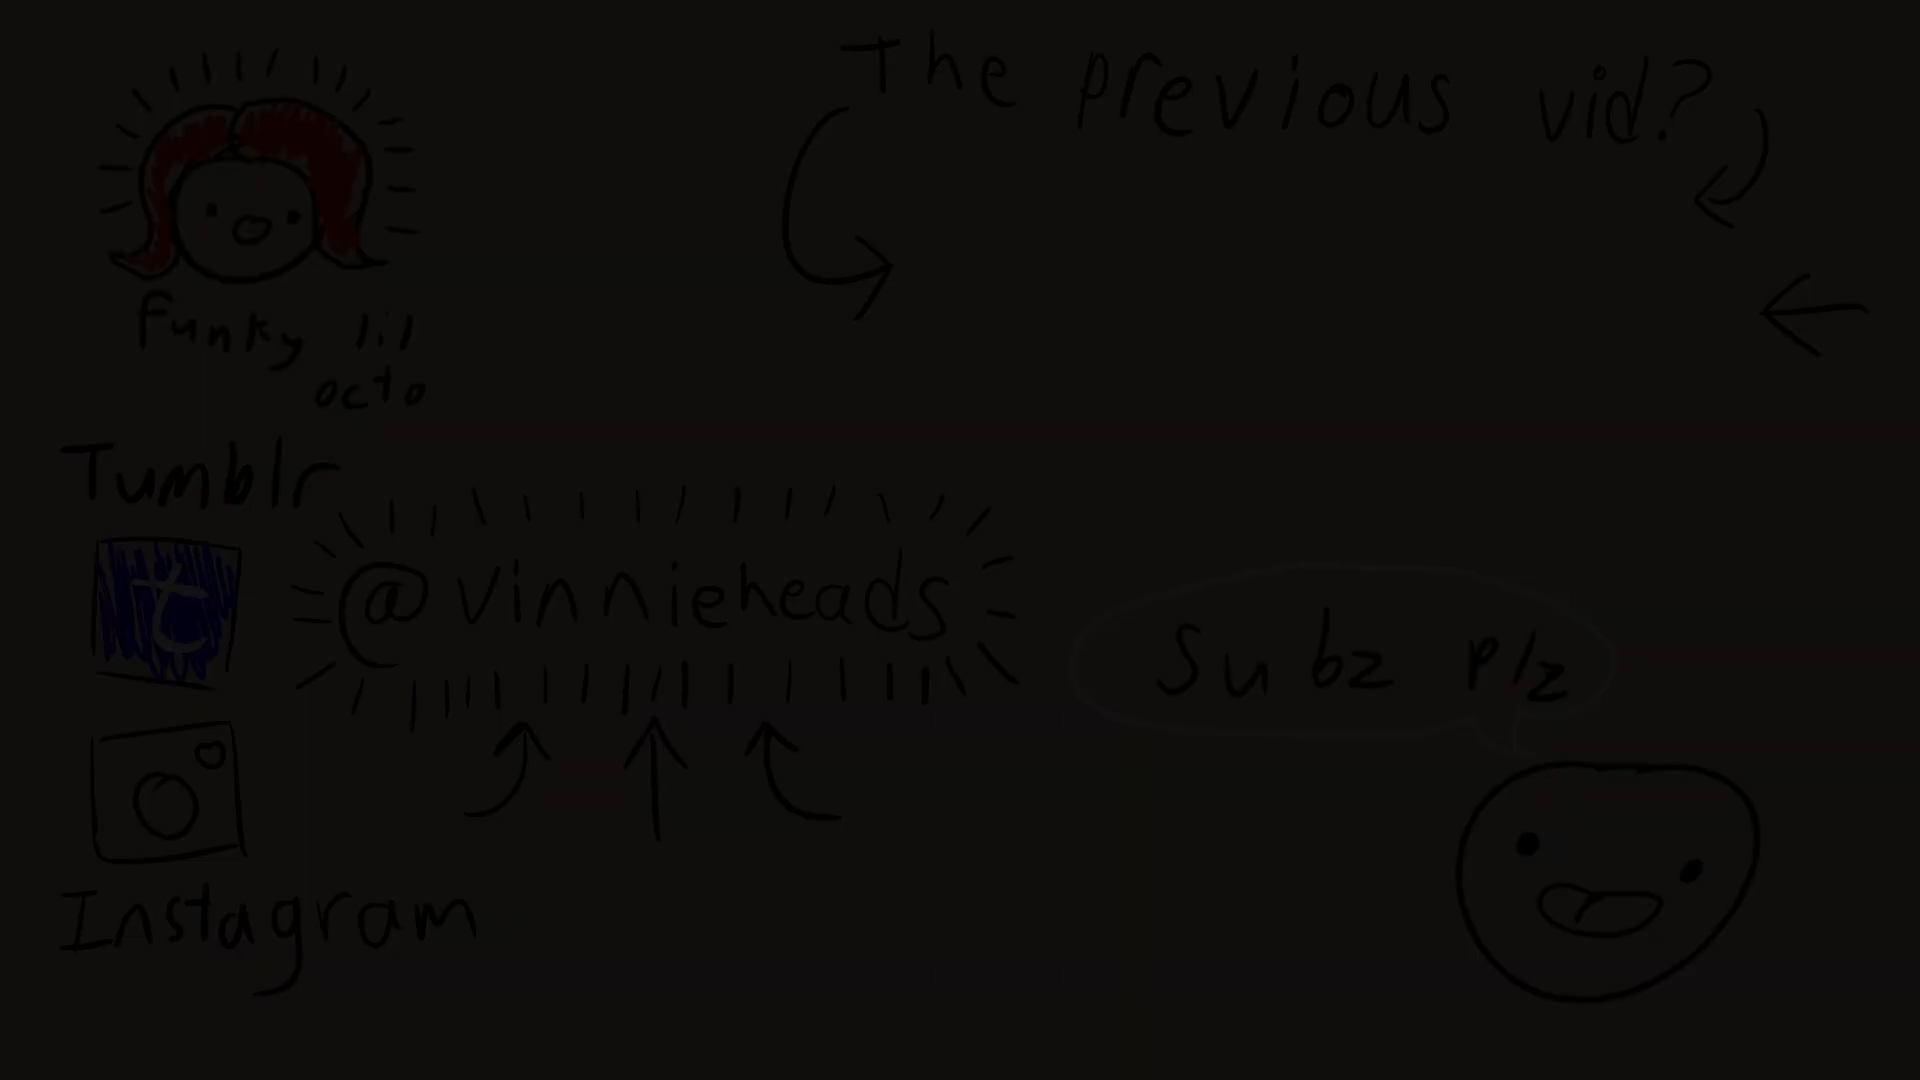 The previous vid?
funky lil
octo
Tumblr
t
@vinnieheads
Subz plz
Instagram